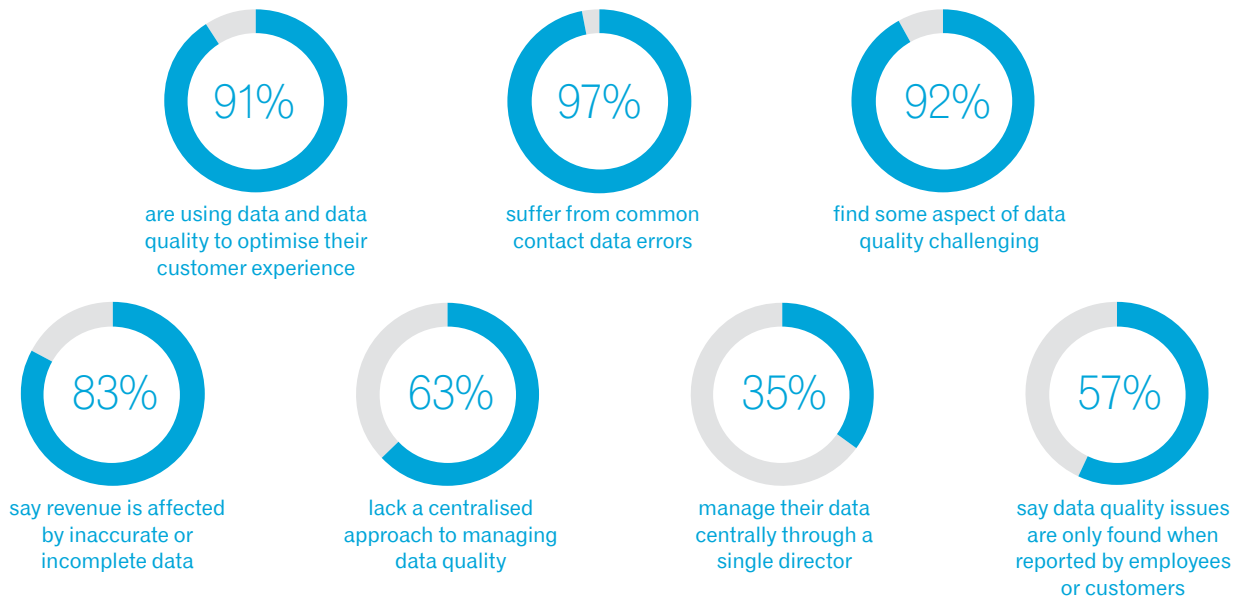 91%
are using data and data
quality to optimise their
customer experience
97%
suffer from common
contact data errors
92%
find some aspect of data
quality challenging
83%
say revenue is affected
by inaccurate or
incomplete data
63%
lack a centralised
approach to managing
data quality
35%
manage their data
centrally through a
single director
57%
say data quality issues
are only found when
reported by employees
or customers